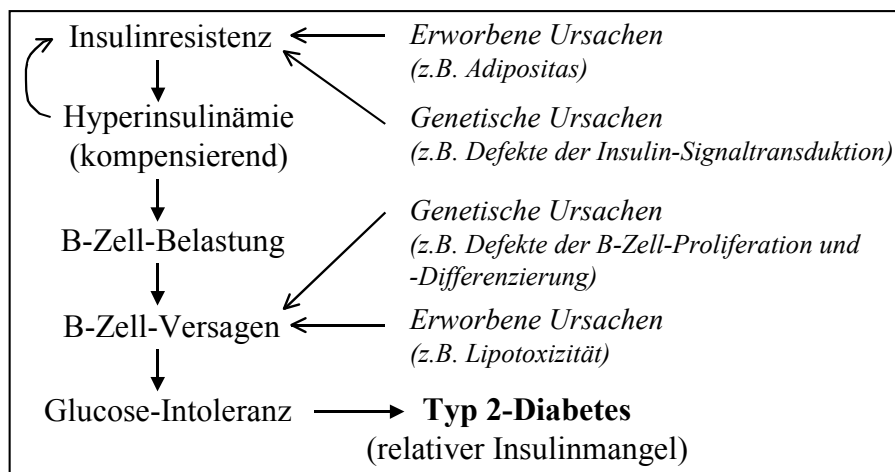 Insulinresistenz
Erworbene Ursachen
(z.B. Adipositas)
Hyperinsulinämie
(kompensierend)
Genetische Ursachen
(z.B. Defekte der Insulin-Signaltransduktion)
B-Zell-Belastung
Genetische Ursachen
(z.B. Defekte der B-Zell-Proliferation und
-Differenzierung)
B-Zell-Versagen
Erworbene Ursachen
(z.B. Lipotoxizität)
Glucose-Intoleranz
Typ 2-Diabetes
(relativer Insulinmangel)